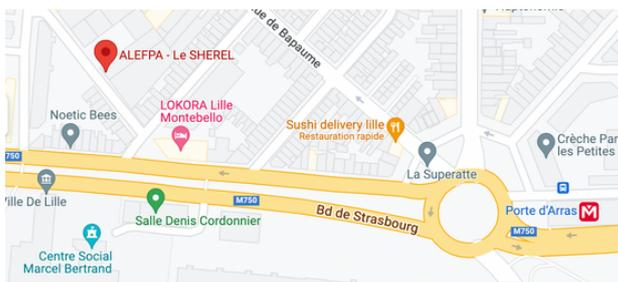 ue de Bapaume
ALEFPA - Le SHEREL
Noetic Bees
LOKORA Lille
Montebello
Sushi delivery lille
Restauration rapide
La Superatte
Crèche Par
les Petites
750
M750
Ville De Lille
Salle Denis Cordonnier
Bd de Strasbourg
Porte d'Arras
M
M750
Centre Social
Marcel Bertrand